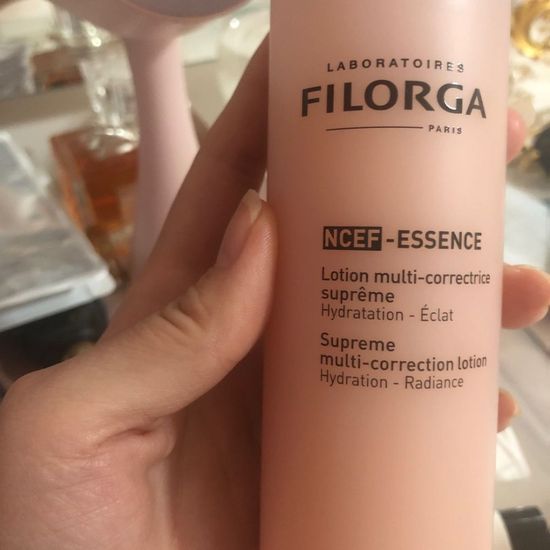 LABORATOIRES
FILORGA
PARIS
NCEF-ESSENCE
Lotion multi-correctrice
suprême
Hydratation - Éclat
Supreme
multi-correction lotion
Hydration - Radiance